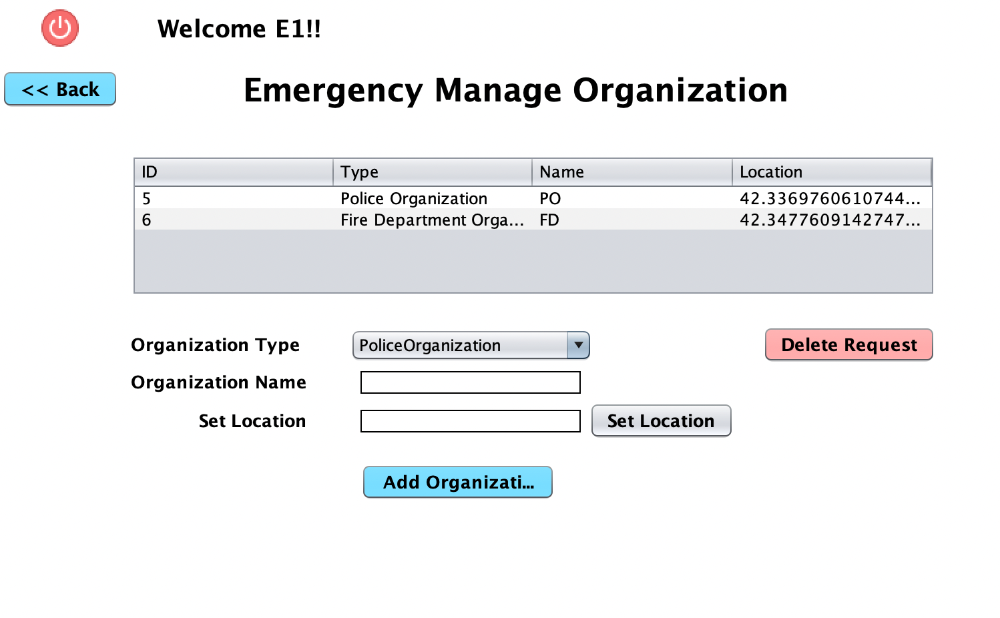 Welcome E1!!
<< Back
Emergency Manage Organization
ID Type Name Location
5 Police Organization PO 42.3369760610744...
6 Fire Department Orga... FD 42.3477609142747...
Organization Type PoliceOrganization Delete Request
Organization Name
Set Location Set Location
Add Organizati...